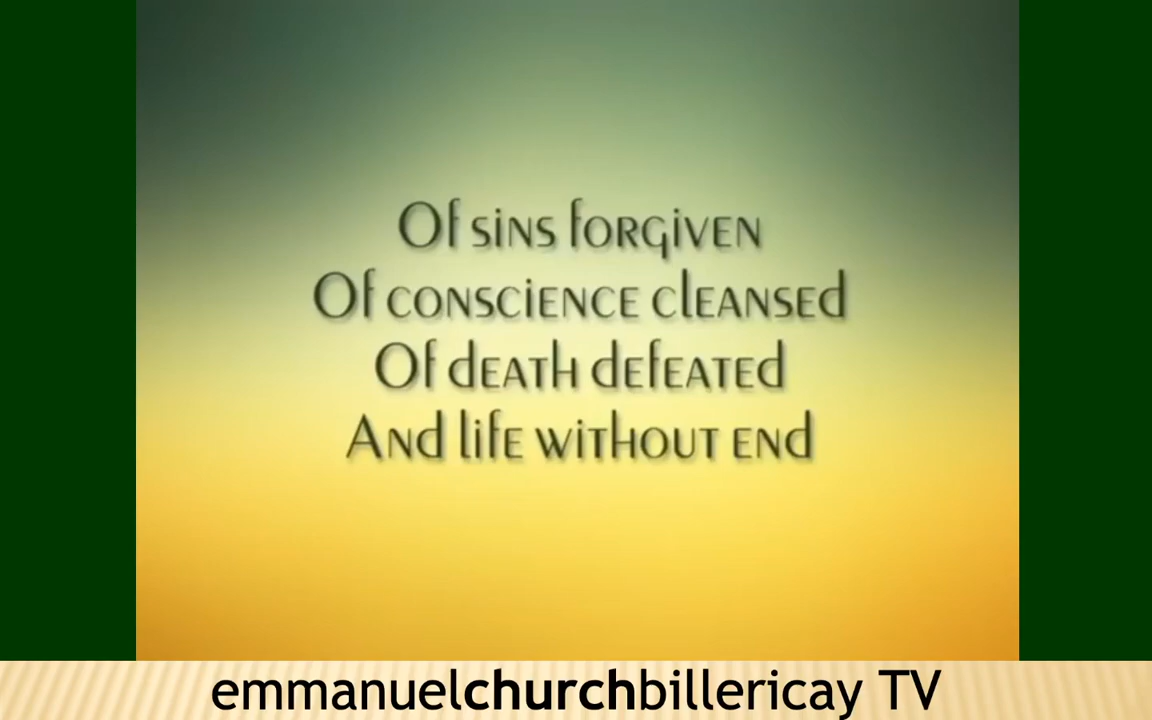 Of sins forgiven
Of conscience cleansed
Of death defeated
And life without end
emmanuelchurchbillericay TV